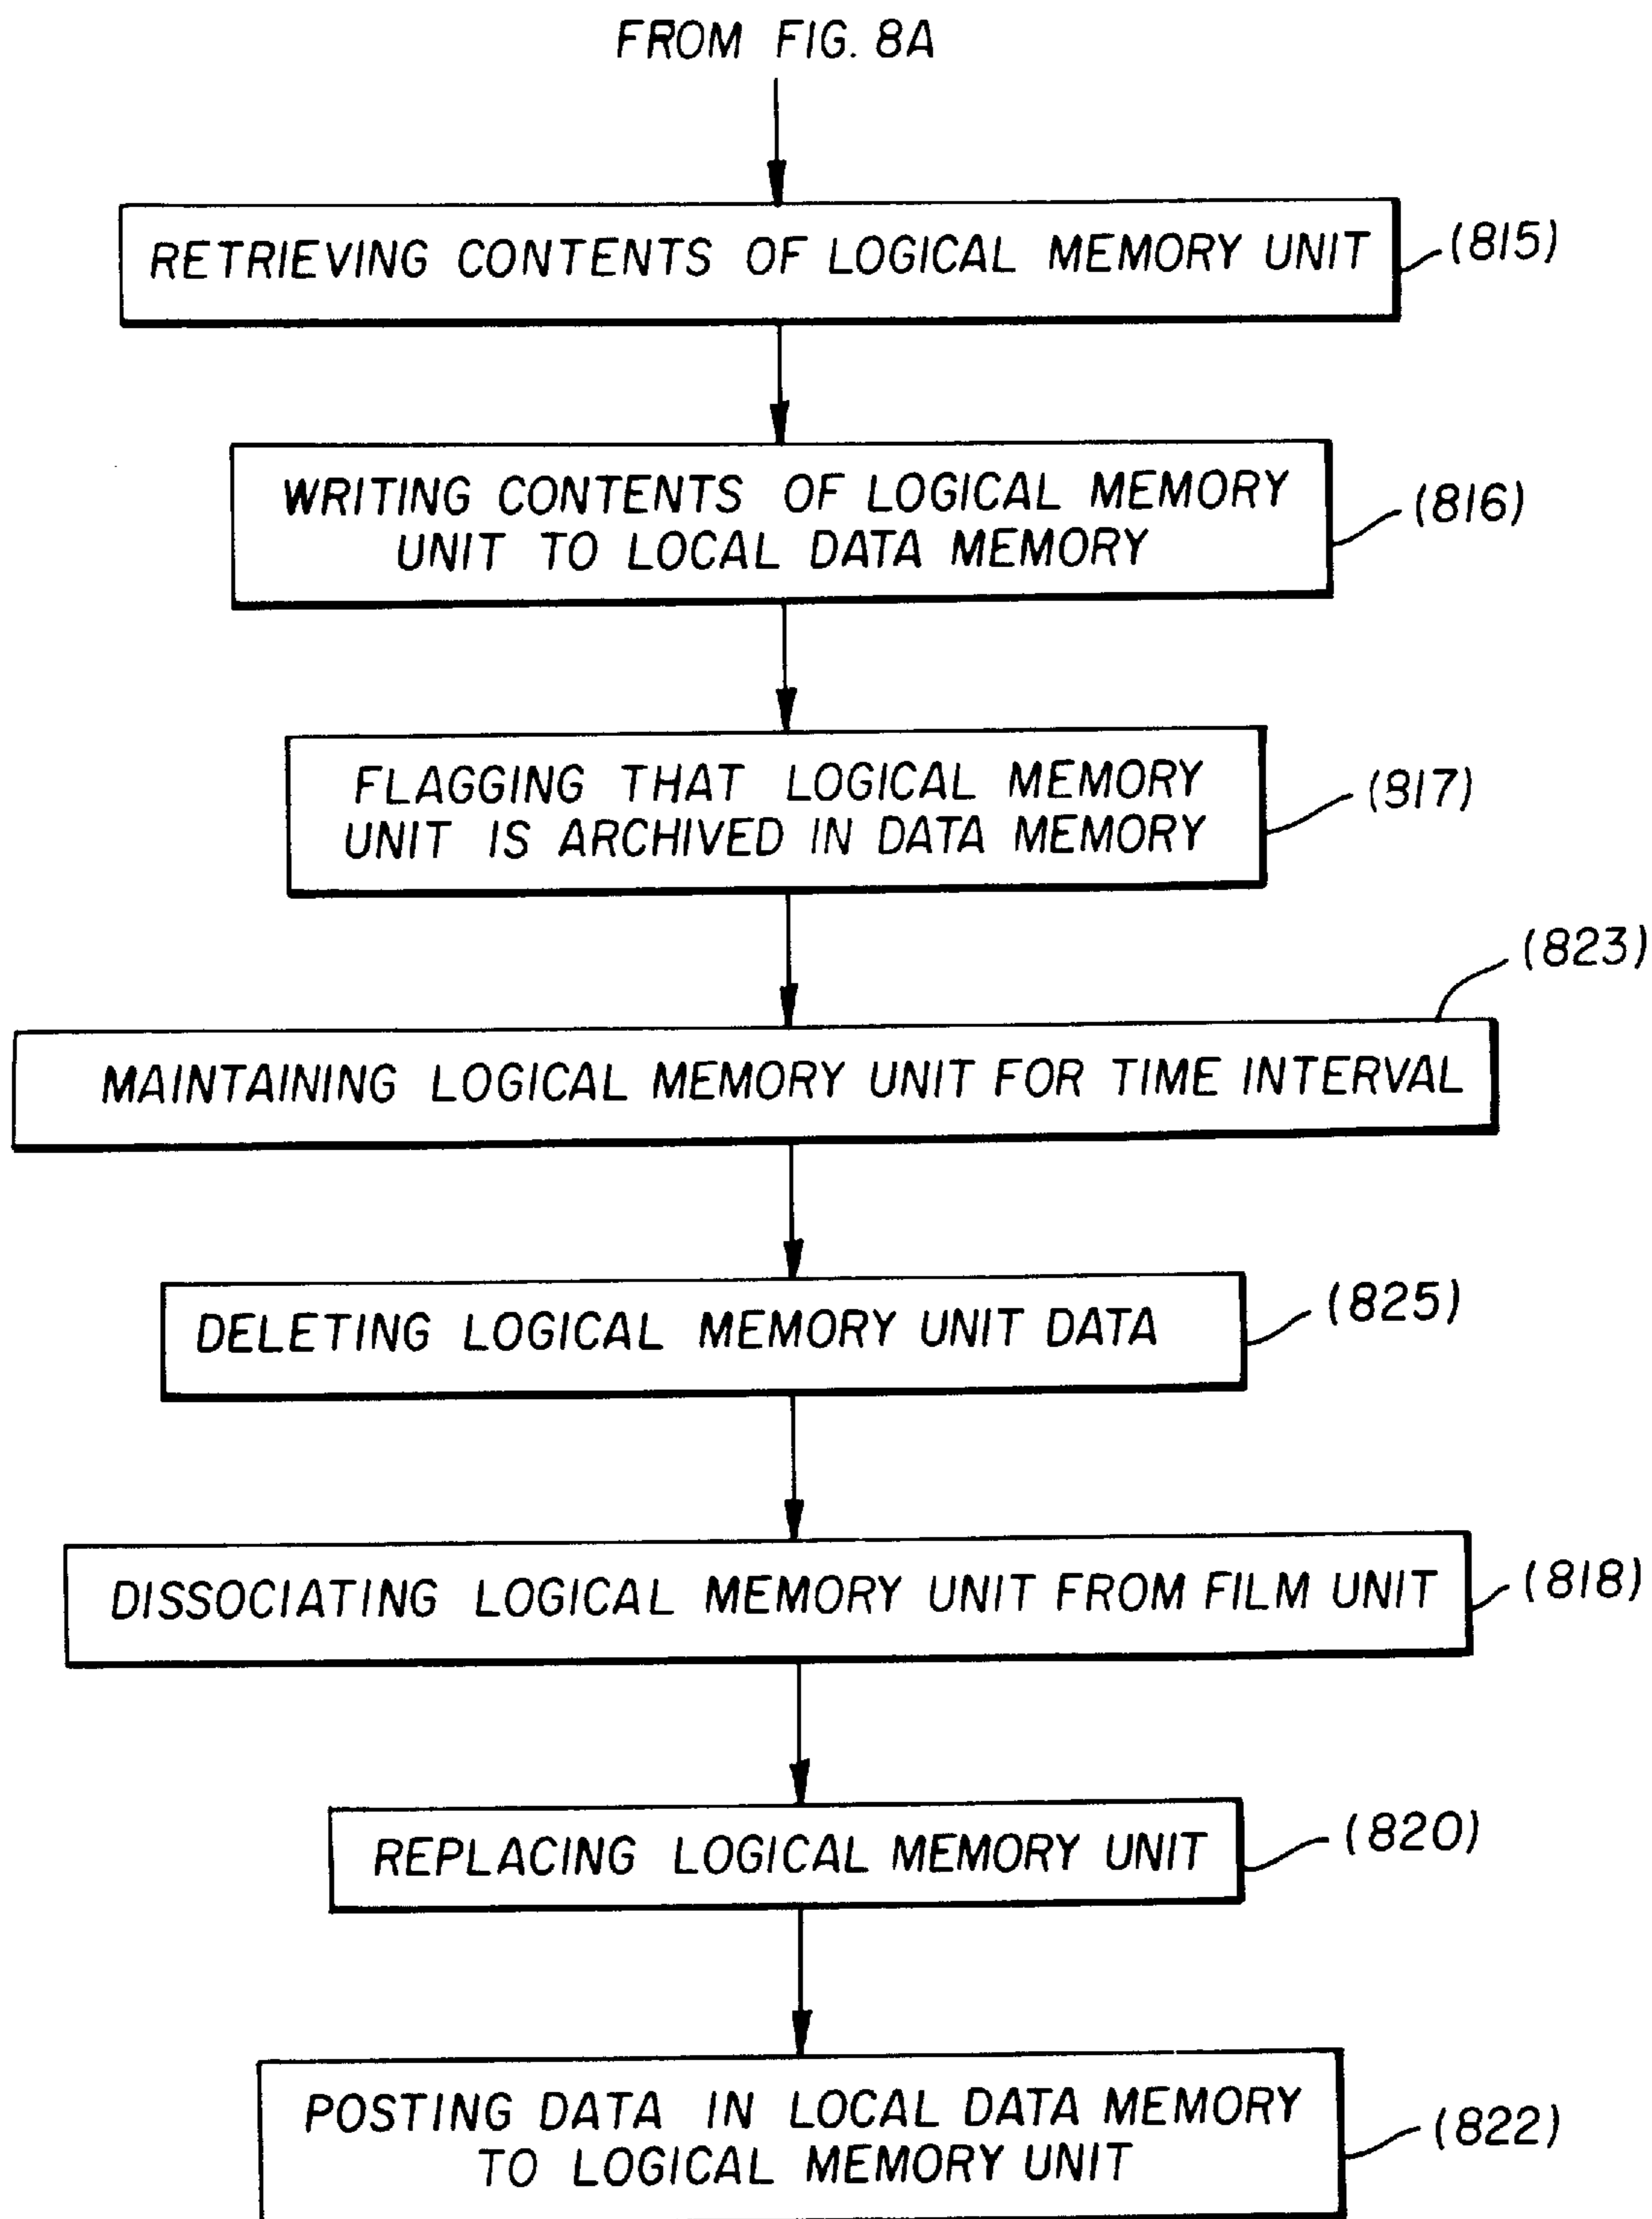 FROM FIG. 8A
RETRIEVING CONTENTS OF LOGICAL MEMORY UNIT
(815)
WRITING CONTENTS OF LOGICAL MEMORY
UNIT TO LOCAL DATA MEMORY
(816)
FLAGGING THAT LOGICAL MEMORY
UNIT IS ARCHIVED IN DATA MEMORY
(817)
(823)
MAINTAINING LOGICAL MEMORY UNIT FOR TIME INTERVAL
DELETING LOGICAL MEMORY UNIT DATA
(825)
DISSOCIATING LOGICAL MEMORY UNIT FROM FILM UNIT
(818)
REPLACING LOGICAL MEMORY UNIT
(820)
POSTING DATA IN LOCAL DATA MEMORY
TO LOGICAL MEMORY UNIT
(822)